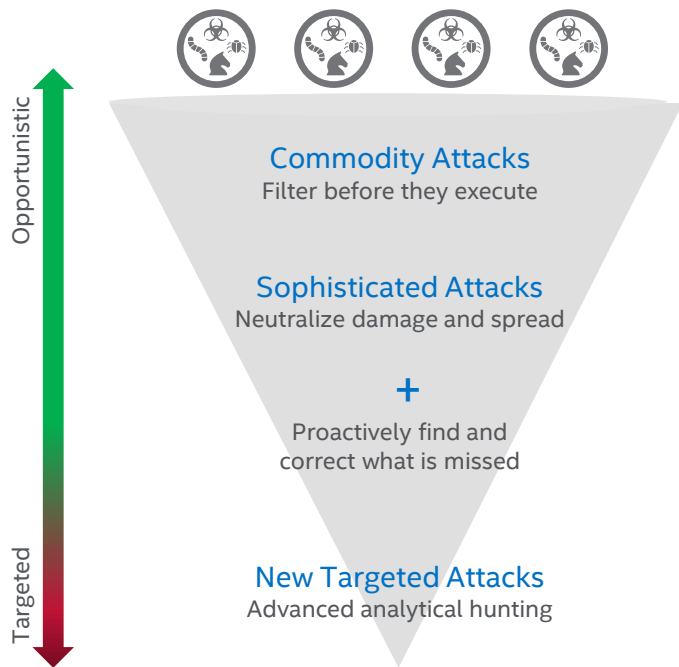 Opportunistic
Commodity Attacks
Filter before they execute
Sophisticated Attacks
Neutralize damage and spread
+
Proactively find and
correct what is missed
Targeted
New Targeted Attacks
Advanced analytical hunting